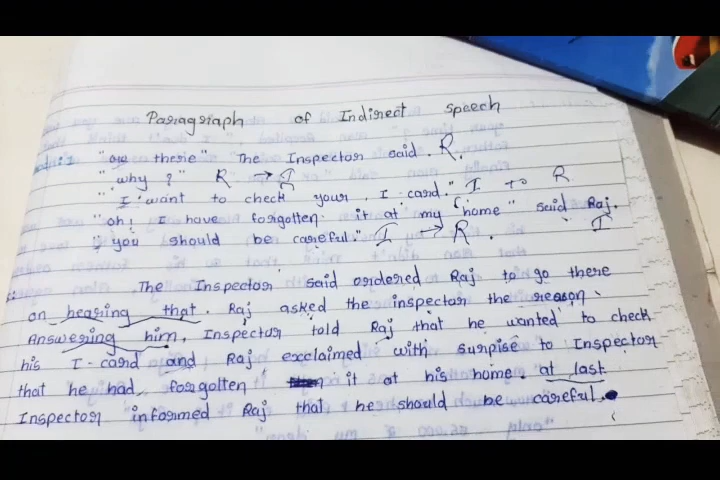 Paragraph of Indirect speech
"go there" The Inspector said. R.
"why ?" R → I
"I want to check your I-card." I to R
"oh! I have forgotten it at my home" said Raj. I
"you should be careful." I → R.
The Inspector said ordered Raj to go there
on hearing that. Raj asked the inspector the reason.
Answering him, Inspector told Raj that he wanted to check
his I-card and Raj exclaimed with surpise to Inspector
that he had forgotten it at his home. at last
Inspector informed Raj that he should be careful.